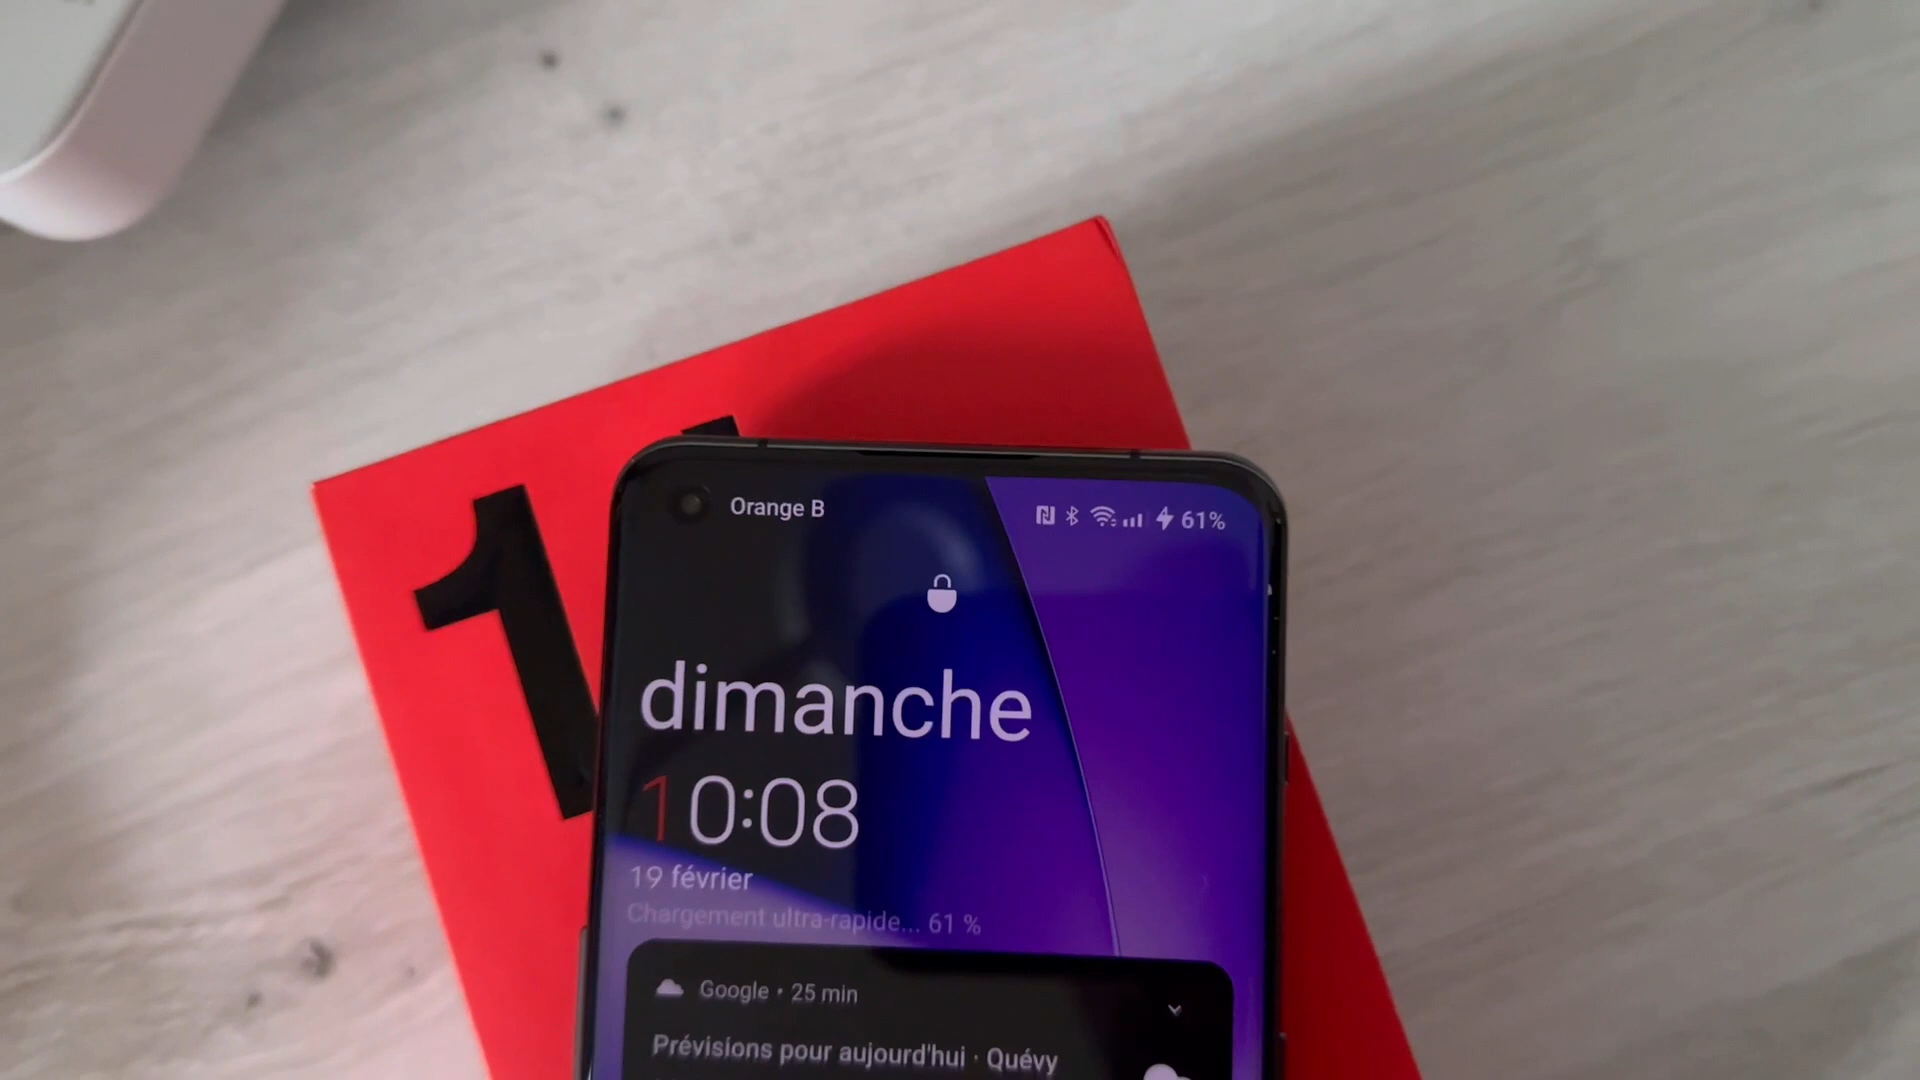 1
Orange B
61%
dimanche
10:08
19 février
Chargement ultra-rapide... 61 %
Google • 25 min
Prévisions pour aujourd'hui · Quévy